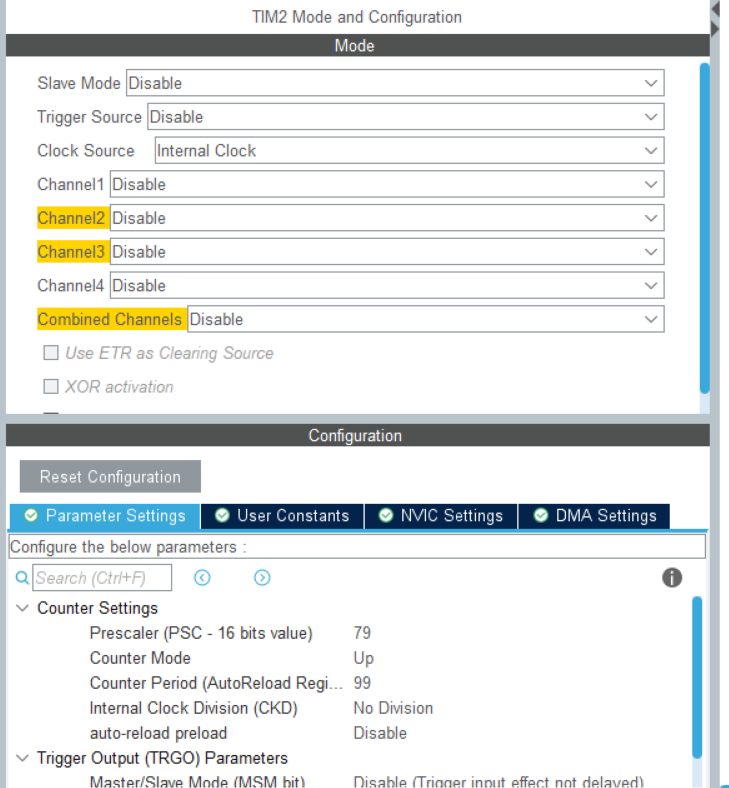 TIM2 Mode and Configuration
Mode
Slave Mode Disable
Trigger Source Disable
Clock Source Internal Clock
Channel1 Disable
Channel2 Disable
Channel3 Disable
Channel4 Disable
Combined Channels Disable
Use ETR as Clearing Source
XOR activation
Configuration
Reset Configuration
Parameter Settings User Constants NVIC Settings DMA Settings
Configure the below parameters :
Search (Ctrl+F)
Counter Settings
Prescaler (PSC - 16 bits value) 79
Counter Mode Up
Counter Period (AutoReload Regi... 99
Internal Clock Division (CKD) No Division
auto-reload preload Disable
Trigger Output (TRGO) Parameters
Master/Slave Mode (MSM bit) Disable (Trigger input effect not delayed)